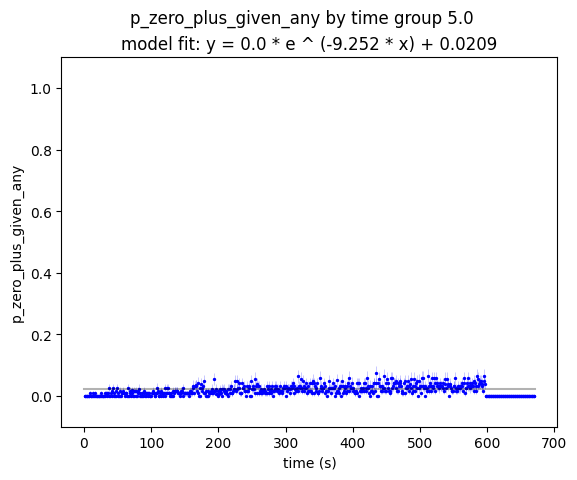 p_zero_plus_given_any by time group 5.0
model fit: y = 0.0 * e ^ (-9.252 * x) + 0.0209
1.0
0.8
0.6
0.4
0.2
0.0
p_zero_plus_given_any
0 100 200 300 400 500 600 700
time (s)